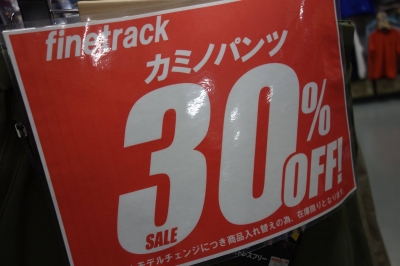 finetrack
カミノパンツ
30%
OFF!
SALE
モデルチェンジにつき商品入れ替えの為、在庫限りとなります